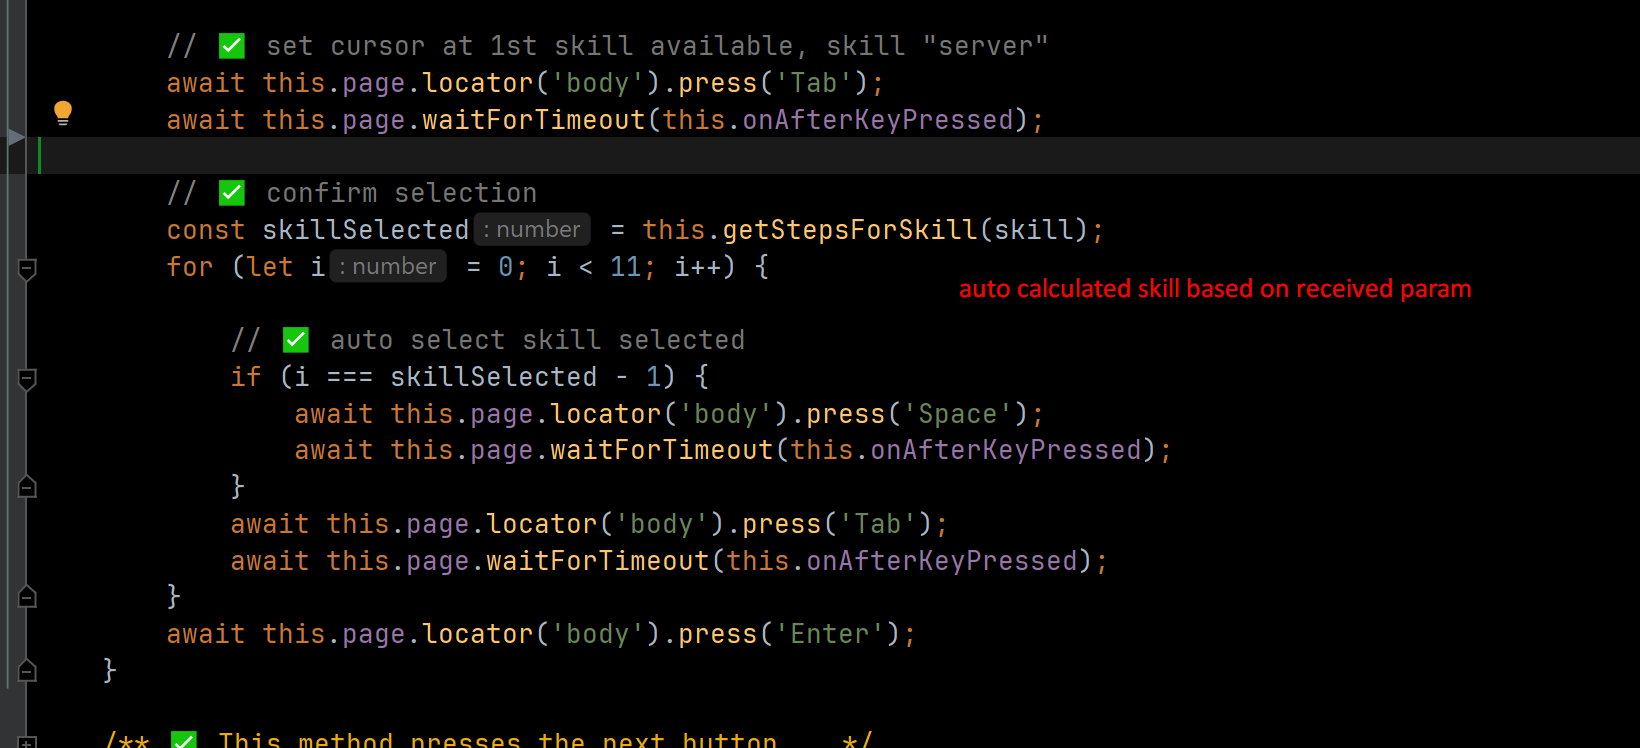 // ✅ set cursor at 1st skill available, skill "server"
await this.page.locator('body').press('Tab');
await this.page.waitForTimeout(this.onAfterKeyPressed);
// ✅ confirm selection
const skillSelected : number = this.getStepsForSkill(skill);
for (let i : number = 0; i < 11; i++) {
auto calculated skill based on received param
// ✅ auto select skill selected
if (i === skillSelected - 1) {
await this.page.locator('body').press('Space');
await this.page.waitForTimeout(this.onAfterKeyPressed);
}
await this.page.locator('body').press('Tab');
await this.page.waitForTimeout(this.onAfterKeyPressed);
}
await this.page.locator('body').press('Enter');
}
/** ✅ This method presses the next button ...*/